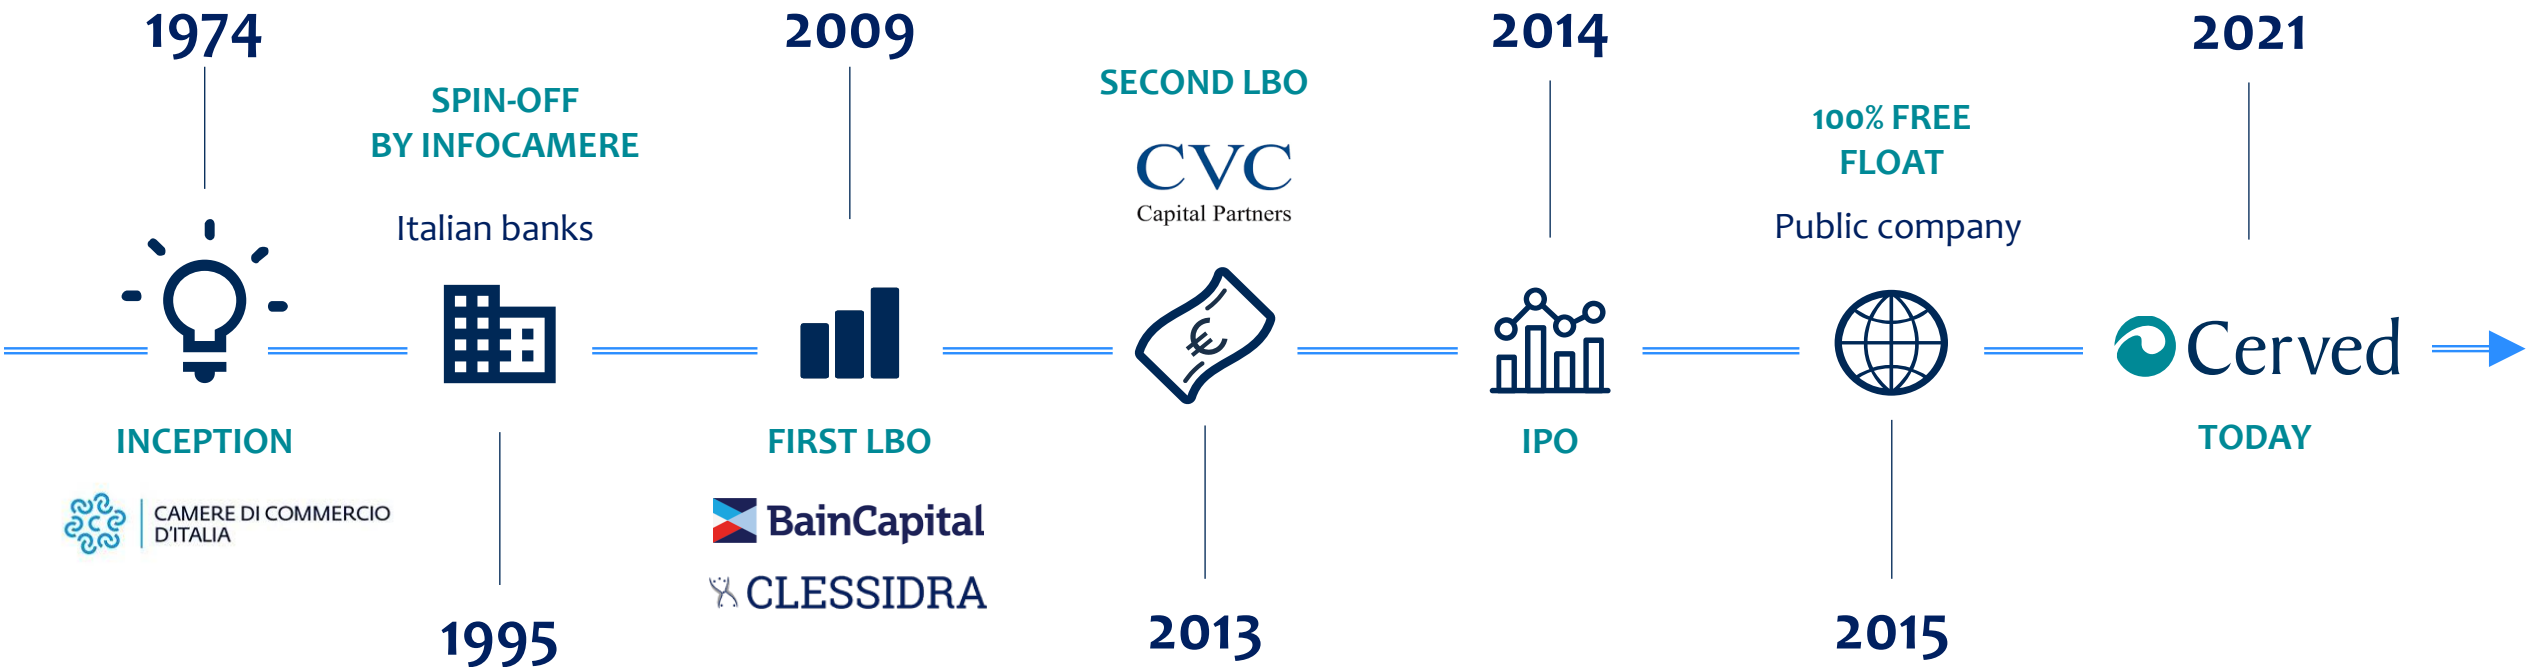 1974
INCEPTION
CAMERE DI COMMERCIO
D'ITALIA
SPIN-OFF
BY INFOCAMERE
Italian banks
1995
2009
FIRST LBO
BainCapital
CLESSIDRA
SECOND LBO
CVC
Capital Partners
€
2013
2014
IPO
100% FREE
FLOAT
Public company
2015
2021
Cerved
TODAY